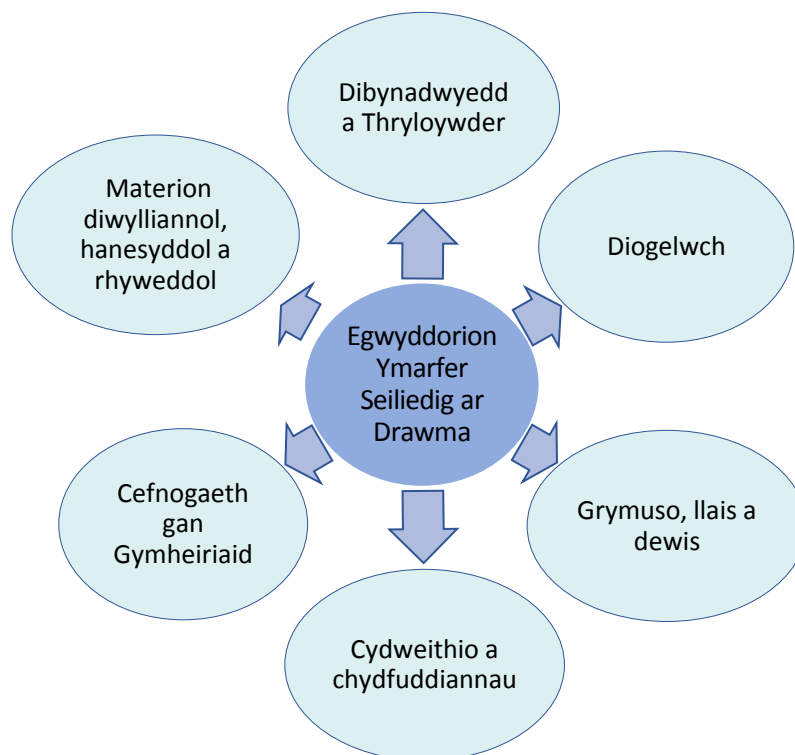 Dibynadwyedd
a Thryloywder
Materion
diwylliannol,
hanesyddol a
rhyweddol
Diogelwch
Egwyddorion
Ymarfer
Seiliedig ar
Drawma
Cefnogaeth
gan
Gymheiriaid
Grymuso, llais a
dewis
Cydweithio a
chydfuddiannau